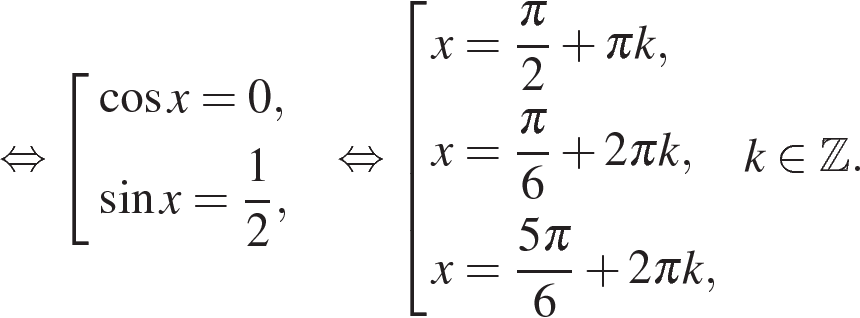 ⇔ [ cos x = 0, sin x = 1/2, ⇔ [ x = π/2 + πk, x = π/6 + 2πk, x = 5π/6 + 2πk, k ∈ ℤ.